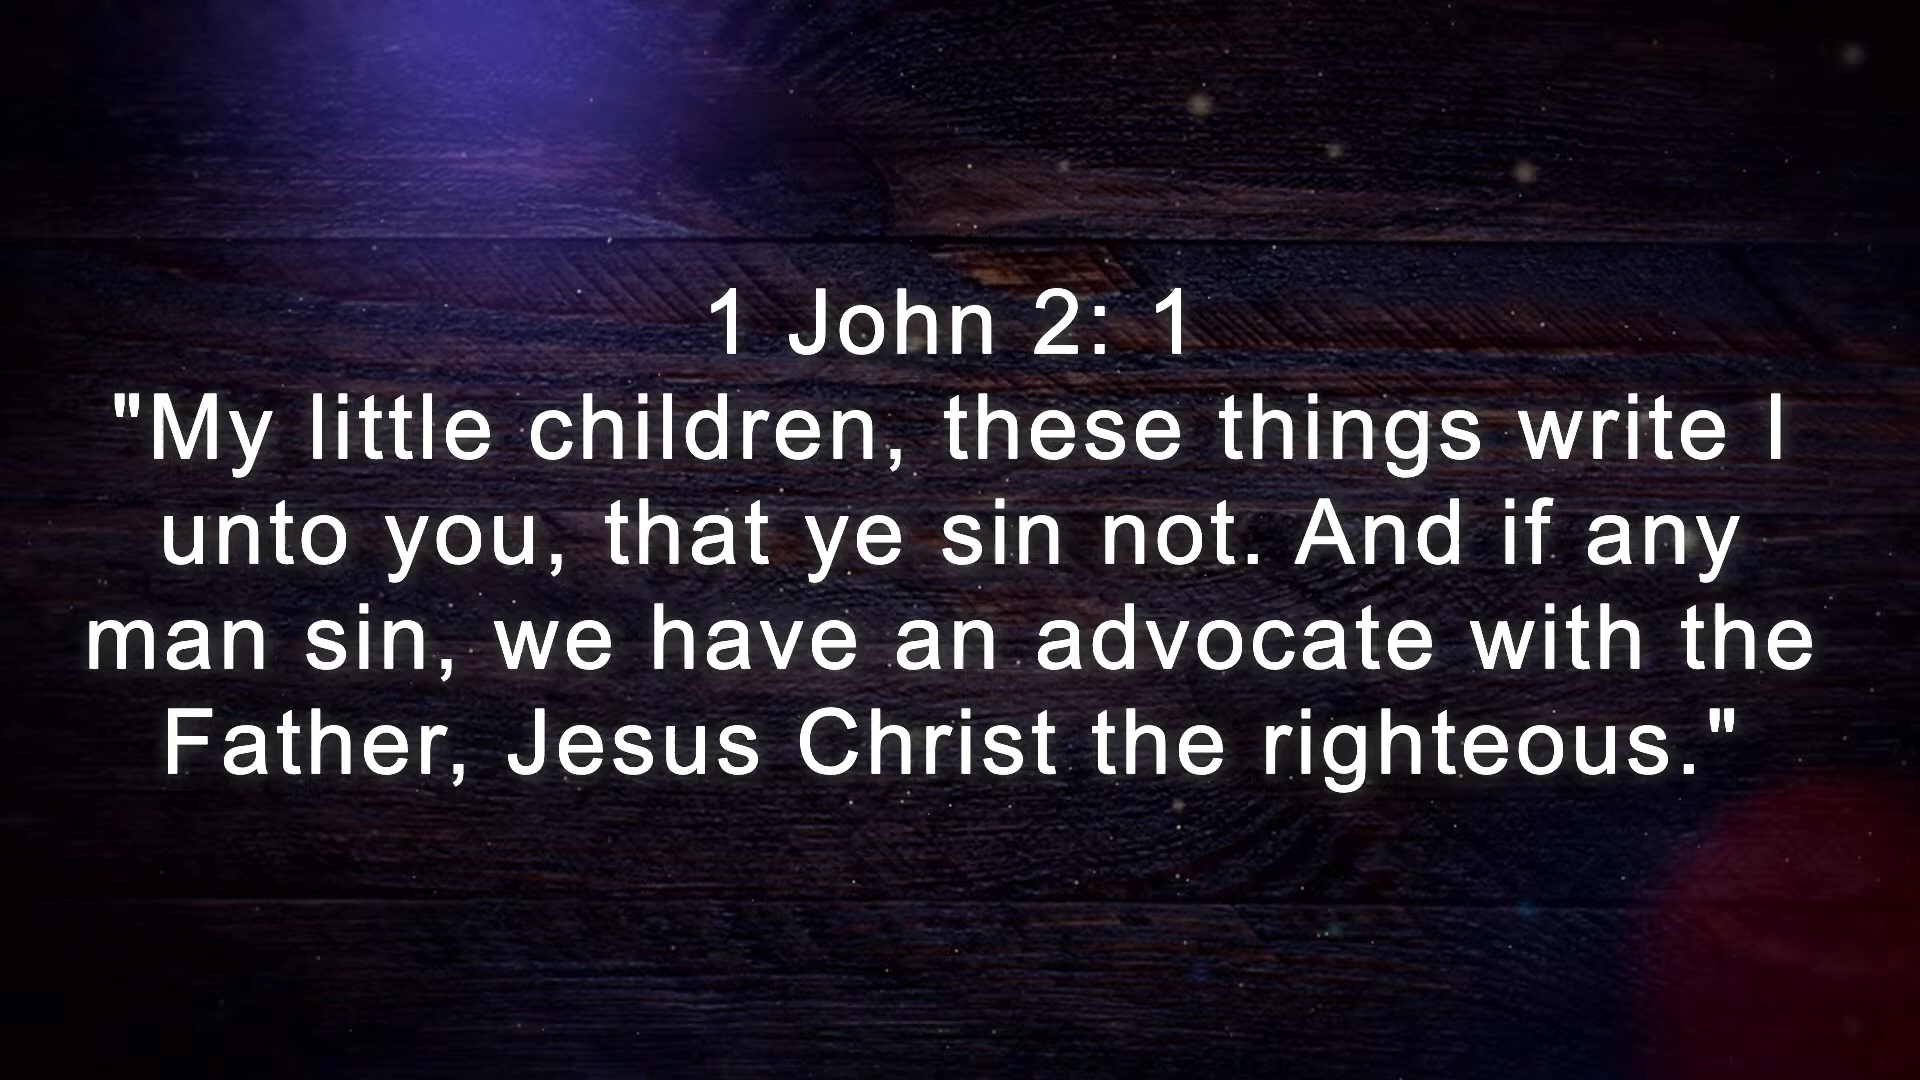 1 John 2: 1
"My little children, these things write I
unto you, that ye sin not. And if any
man sin, we have an advocate with the
Father, Jesus Christ the righteous."